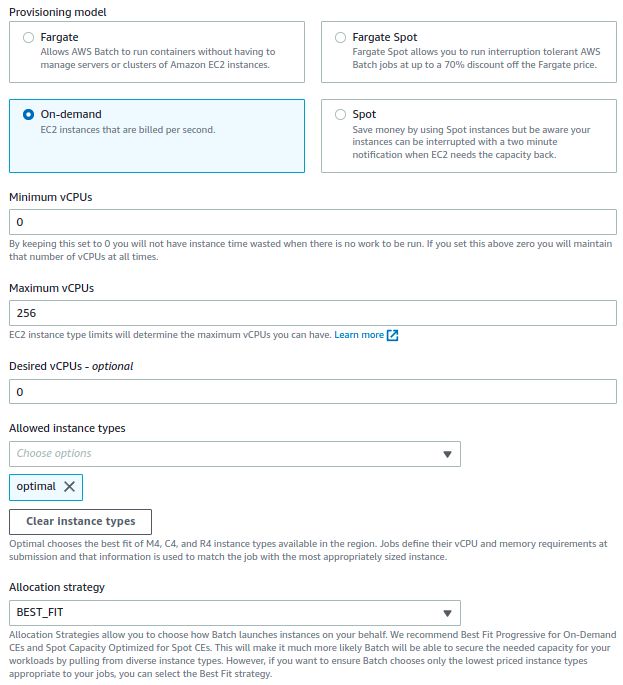 Provisioning model
Fargate
Allows AWS Batch to run containers without having to
manage servers or clusters of Amazon EC2 instances.
Fargate Spot
Fargate Spot allows you to run interruption tolerant AWS
Batch jobs at up to a 70% discount off the Fargate price.
On-demand
EC2 instances that are billed per second.
Spot
Save money by using Spot instances but be aware your
instances can be interrupted with a two minute
notification when EC2 needs the capacity back.
Minimum vCPUs
0
By keeping this set to 0 you will not have instance time wasted when there is no work to be run. If you set this above zero you will maintain
that number of vCPUs at all times.
Maximum vCPUs
256
EC2 instance type limits will determine the maximum vCPUs you can have. Learn more
Desired vCPUs - optional
0
Allowed instance types
Choose options
optimal
Clear instance types
Optimal chooses the best fit of M4, C4, and R4 instance types available in the region. Jobs define their vCPU and memory requirements at
submission and that information is used to match the job with the most appropriately sized instance.
Allocation strategy
BEST_FIT
Allocation Strategies allow you to choose how Batch launches instances on your behalf. We recommend Best Fit Progressive for On-Demand
CEs and Spot Capacity Optimized for Spot CEs. This will make it much more likely Batch will be able to secure the needed capacity for your
workloads by pulling from diverse instance types. However, if you want to ensure Batch chooses only the lowest priced instance types
appropriate to your jobs, you can select the Best Fit strategy.